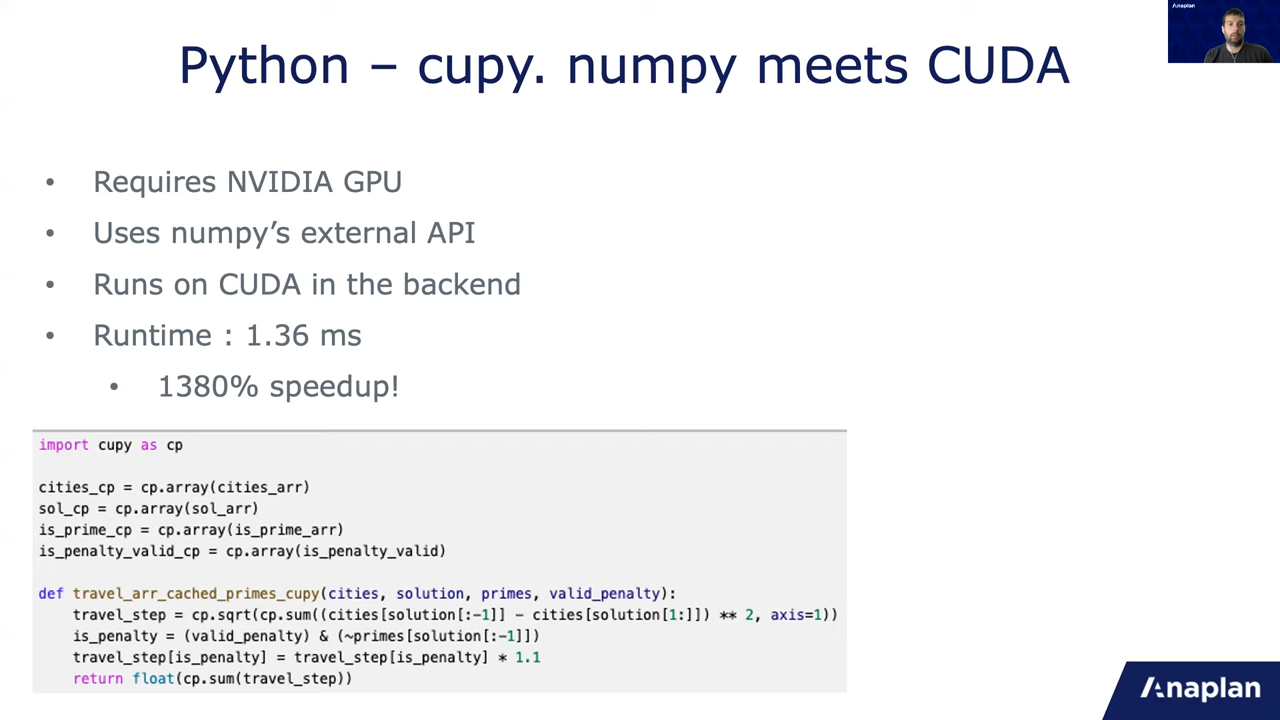 Anaplan
Python – cupy. numpy meets CUDA
• Requires NVIDIA GPU
• Uses numpy’s external API
• Runs on CUDA in the backend
• Runtime : 1.36 ms
• 1380% speedup!
import cupy as cp
cities_cp = cp.array(cities_arr)
sol_cp = cp.array(sol_arr)
is_prime_cp = cp.array(is_prime_arr)
is_penalty_valid_cp = cp.array(is_penalty_valid)
def travel_arr_cached_primes_cupy(cities, solution, primes, valid_penalty):
    travel_step = cp.sqrt(cp.sum((cities[solution[:-1]] - cities[solution[1:]]) ** 2, axis=1))
    is_penalty = (valid_penalty) & (~primes[solution[:-1]])
    travel_step[is_penalty] = travel_step[is_penalty] * 1.1
    return float(cp.sum(travel_step))
Anaplan